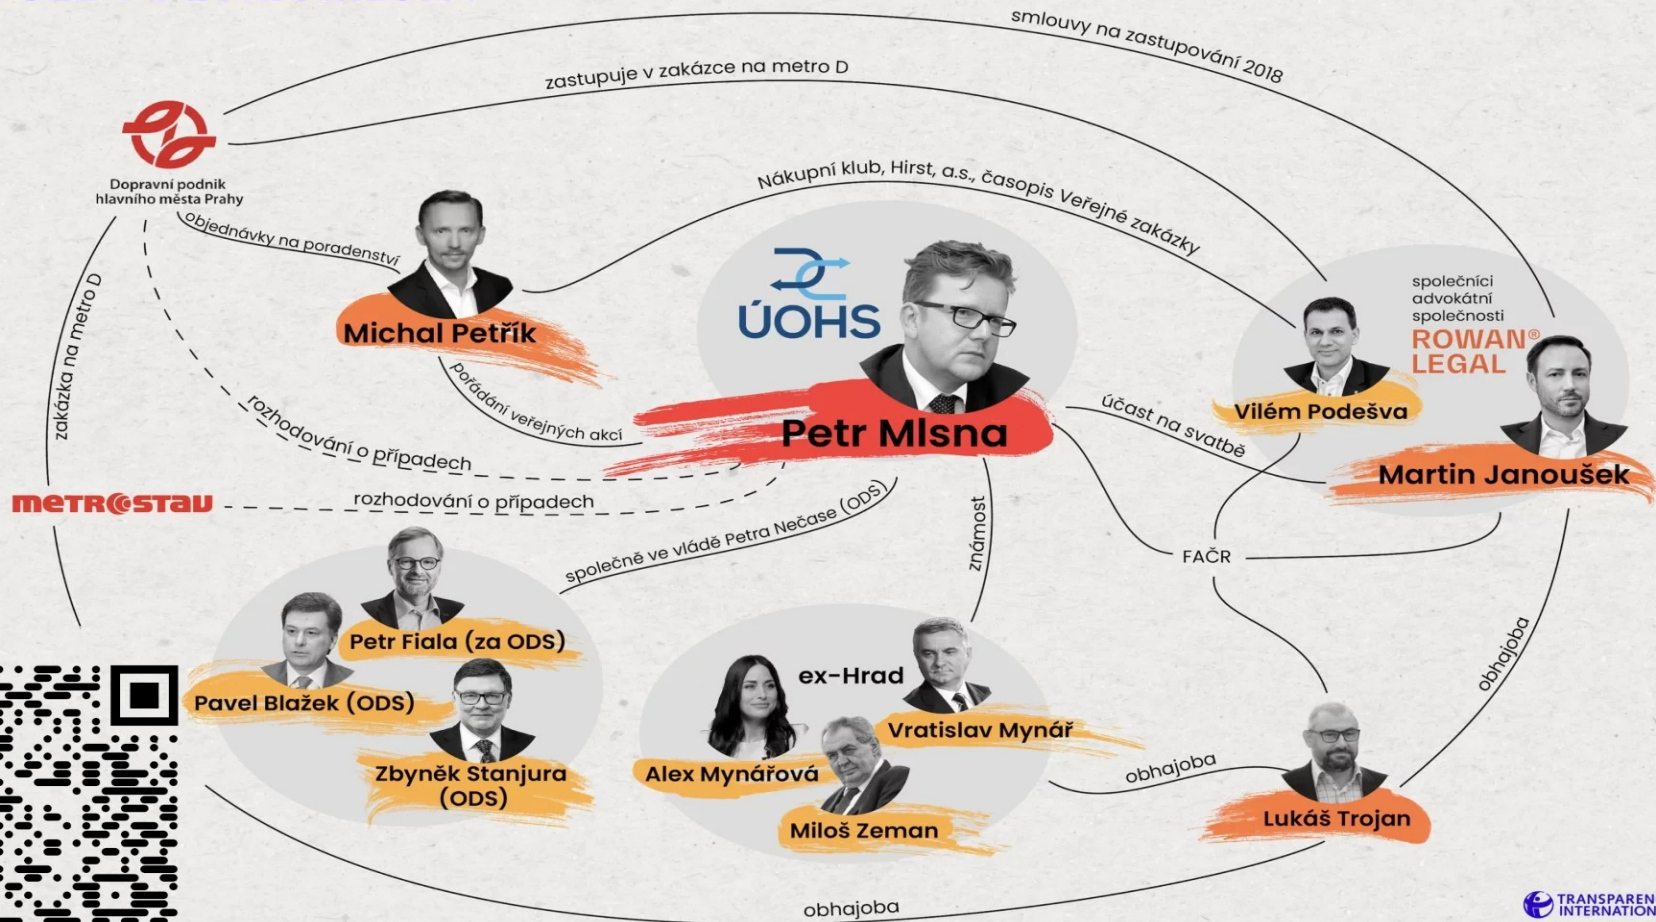 smlouvy na zastupování 2018
zastupuje v zakázce na metro D
Dopravní podnik
hlavního města Prahy
objednávky na poradenství
Nákupní klub, Hirst, a.s., časopis Veřejné zakázky
zakázka na metro D
Michal Petřík
ÚOHS
společníci
advokátní
společnosti
ROWAN®
LEGAL
pořádání veřejných akcí
rozhodování o případech
Petr Mlsna
účast na svatbě
Vilém Podešva
Martin Janoušek
METROSTAV
rozhodování o případech
společně ve vládě Petra Nečase (ODS)
známost
FAČR
Petr Fiala (za ODS)
Pavel Blažek (ODS)
Zbyněk Stanjura
(ODS)
ex-Hrad
Vratislav Mynář
Alex Mynářová
Miloš Zeman
obhajoba
obhajoba
Lukáš Trojan
obhajoba
TRANSPAREN
INTERNATION